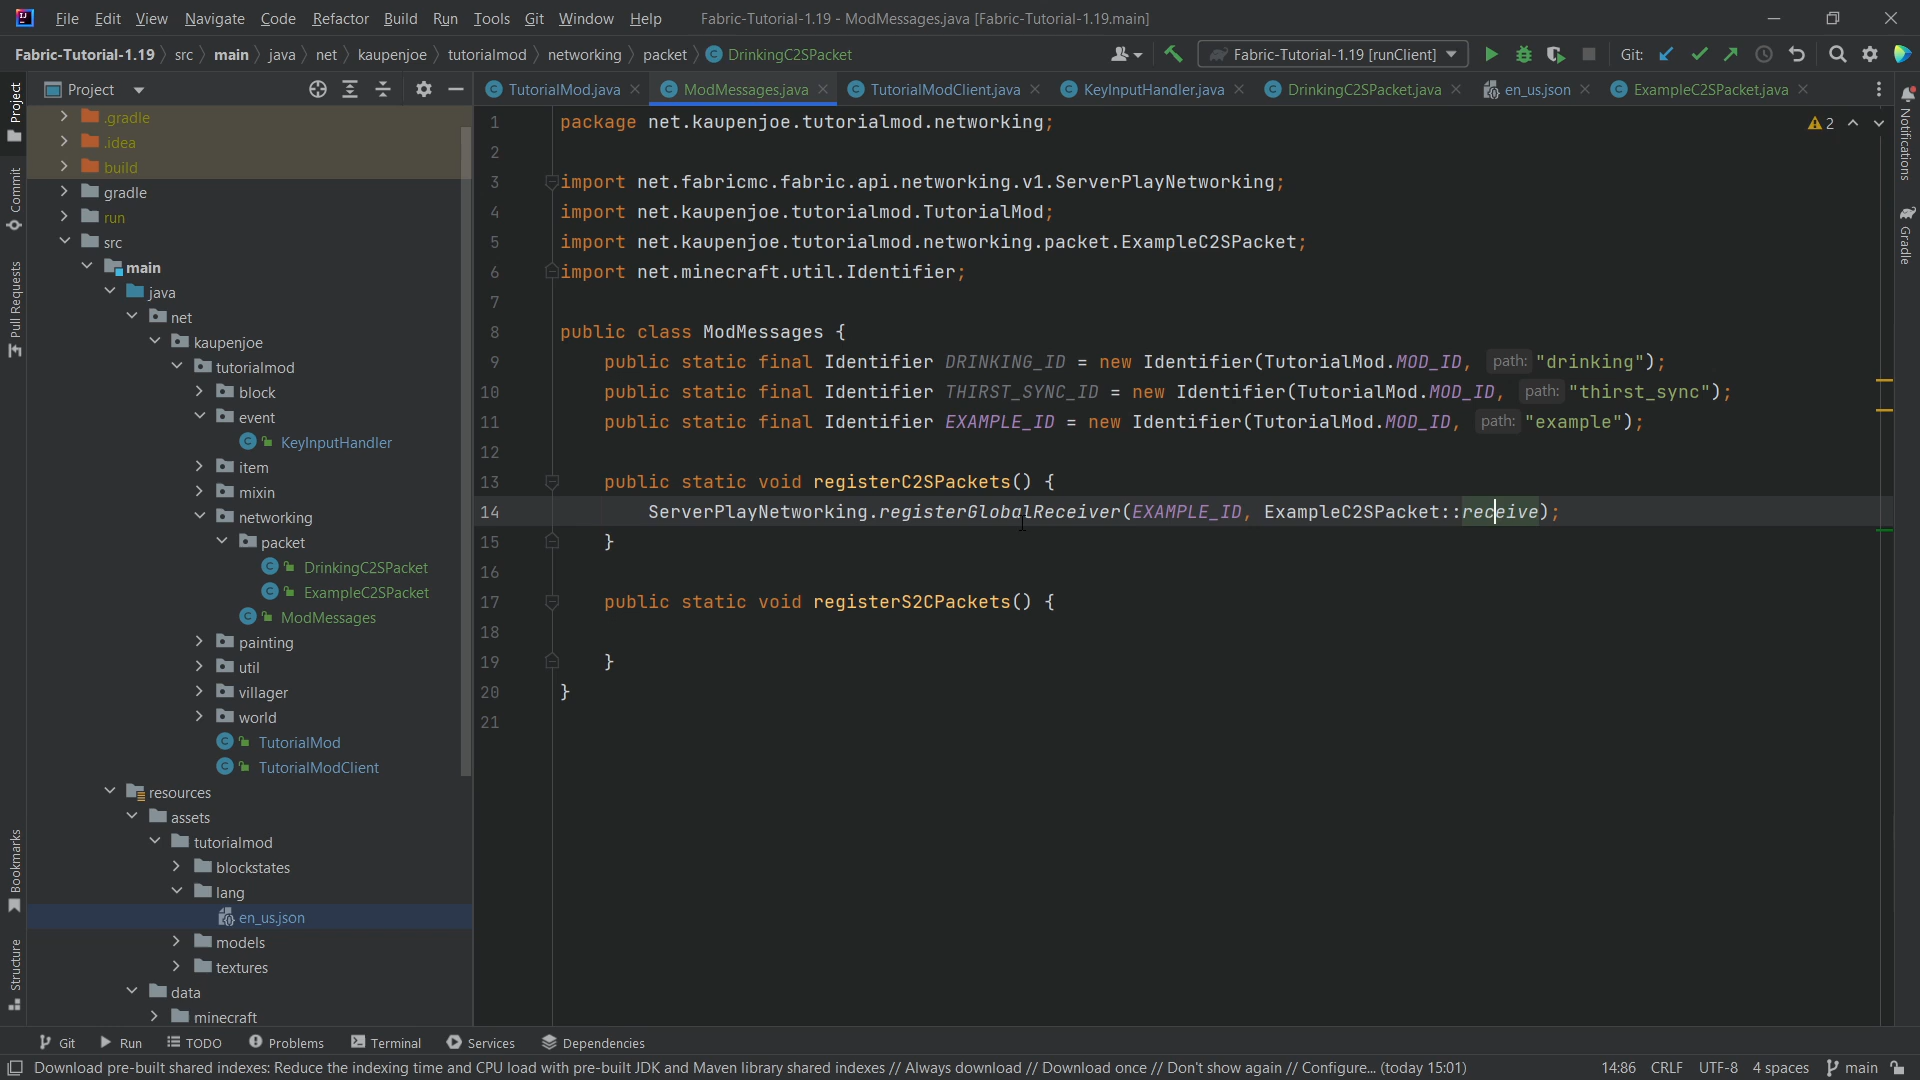 File Edit View Navigate Code Refactor Build Run Tools Git Window Help Fabric-Tutorial-1.19 - ModMessages.java [Fabric-Tutorial-1.19.main]
Fabric-Tutorial-1.19 src main java net kaupenjoe tutorialmod networking packet DrinkingC2SPacket Fabric-Tutorial-1.19 [runClient] Git:
Project TutorialMod.java ModMessages.java TutorialModClient.java KeyInputHandler.java DrinkingC2SPacket.java en_us.json ExampleC2SPacket.java
Project
Commit
Pull Requests
Bookmarks
Structure
.gradle
.idea
build
gradle
run
src
main
java
net
kaupenjoe
tutorialmod
block
event
KeyInputHandler
item
mixin
networking
packet
DrinkingC2SPacket
ExampleC2SPacket
ModMessages
painting
util
villager
world
TutorialMod
TutorialModClient
resources
assets
tutorialmod
blockstates
lang
en_us.json
models
textures
data
minecraft
1 package net.kaupenjoe.tutorialmod.networking; 2
2
3 import net.fabricmc.fabric.api.networking.v1.ServerPlayNetworking;
4 import net.kaupenjoe.tutorialmod.TutorialMod;
5 import net.kaupenjoe.tutorialmod.networking.packet.ExampleC2SPacket;
6 import net.minecraft.util.Identifier;
7
8 public class ModMessages {
9 public static final Identifier DRINKING_ID = new Identifier(TutorialMod.MOD_ID, path: "drinking");
10 public static final Identifier THIRST_SYNC_ID = new Identifier(TutorialMod.MOD_ID, path: "thirst_sync");
11 public static final Identifier EXAMPLE_ID = new Identifier(TutorialMod.MOD_ID, path: "example");
12
13 public static void registerC2SPackets() {
14 ServerPlayNetworking.registerGlobalReceiver(EXAMPLE_ID, ExampleC2SPacket::receive);
15 }
16
17 public static void registerS2CPackets() {
18
19 }
20 }
21
Notifications
Gradle
Git Run TODO Problems Terminal Services Dependencies
Download pre-built shared indexes: Reduce the indexing time and CPU load with pre-built JDK and Maven library shared indexes // Always download // Download once // Don't show again // Configure... (today 15:01) 14:86 CRLF UTF-8 4 spaces main